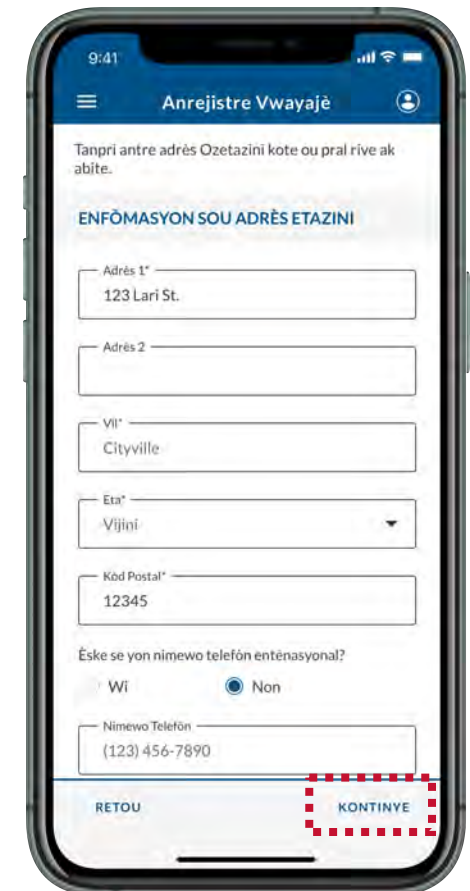 9:41
Anrejistre Vwayajè
Tanpri antre adrès Ozetazini kote ou pral rive ak
abite.
ENFÒMASYON SOU ADRÈS ETAZINI
Adrès 1*
123 Lari St.
Adrès 2
Vil*
Cityville
Eta*
Vijini
Kòd Postal*
12345
Èske se yon nimewo telefòn entènasyonal?
Wi Non
Nimewo Telefòn
(123) 456-7890
RETOU KONTINYE